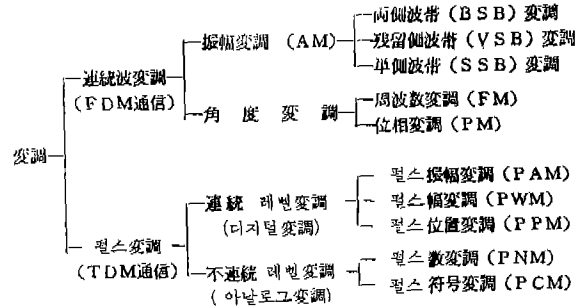 両側波帯 (BSB) 変調
振幅変調 (AM)
残留側波帯 (VSB) 変調
単側波帯 (SSB) 変調
連続波変調
(FDM通信)
角度変調
周波数変調 (FM)
位相変調 (PM)
変調
펄스振幅変調 (PAM)
連続 레벨変調
(디지털変調)
펄스幅変調 (PWM)
펄스位置変調 (PPM)
펄스変調
(TDM通信)
不連続 레벨変調
(아날로그変調)
펄스数変調 (PNM)
펄스符号変調 (PCM)